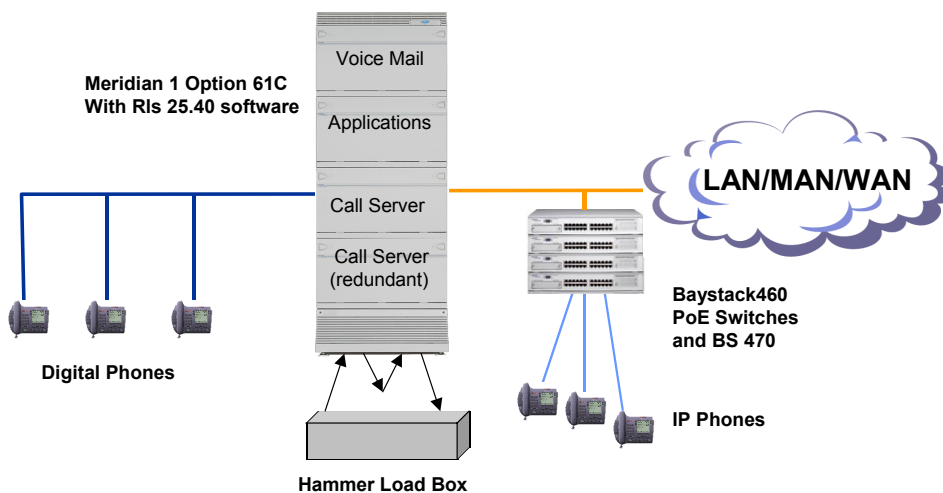 Voice Mail
Meridian 1 Option 61C
With Rls 25.40 software
Applications
LAN/MAN/WAN
Call Server
Call Server
(redundant)
Baystack460
PoE Switches
and BS 470
Digital Phones
IP Phones
Hammer Load Box